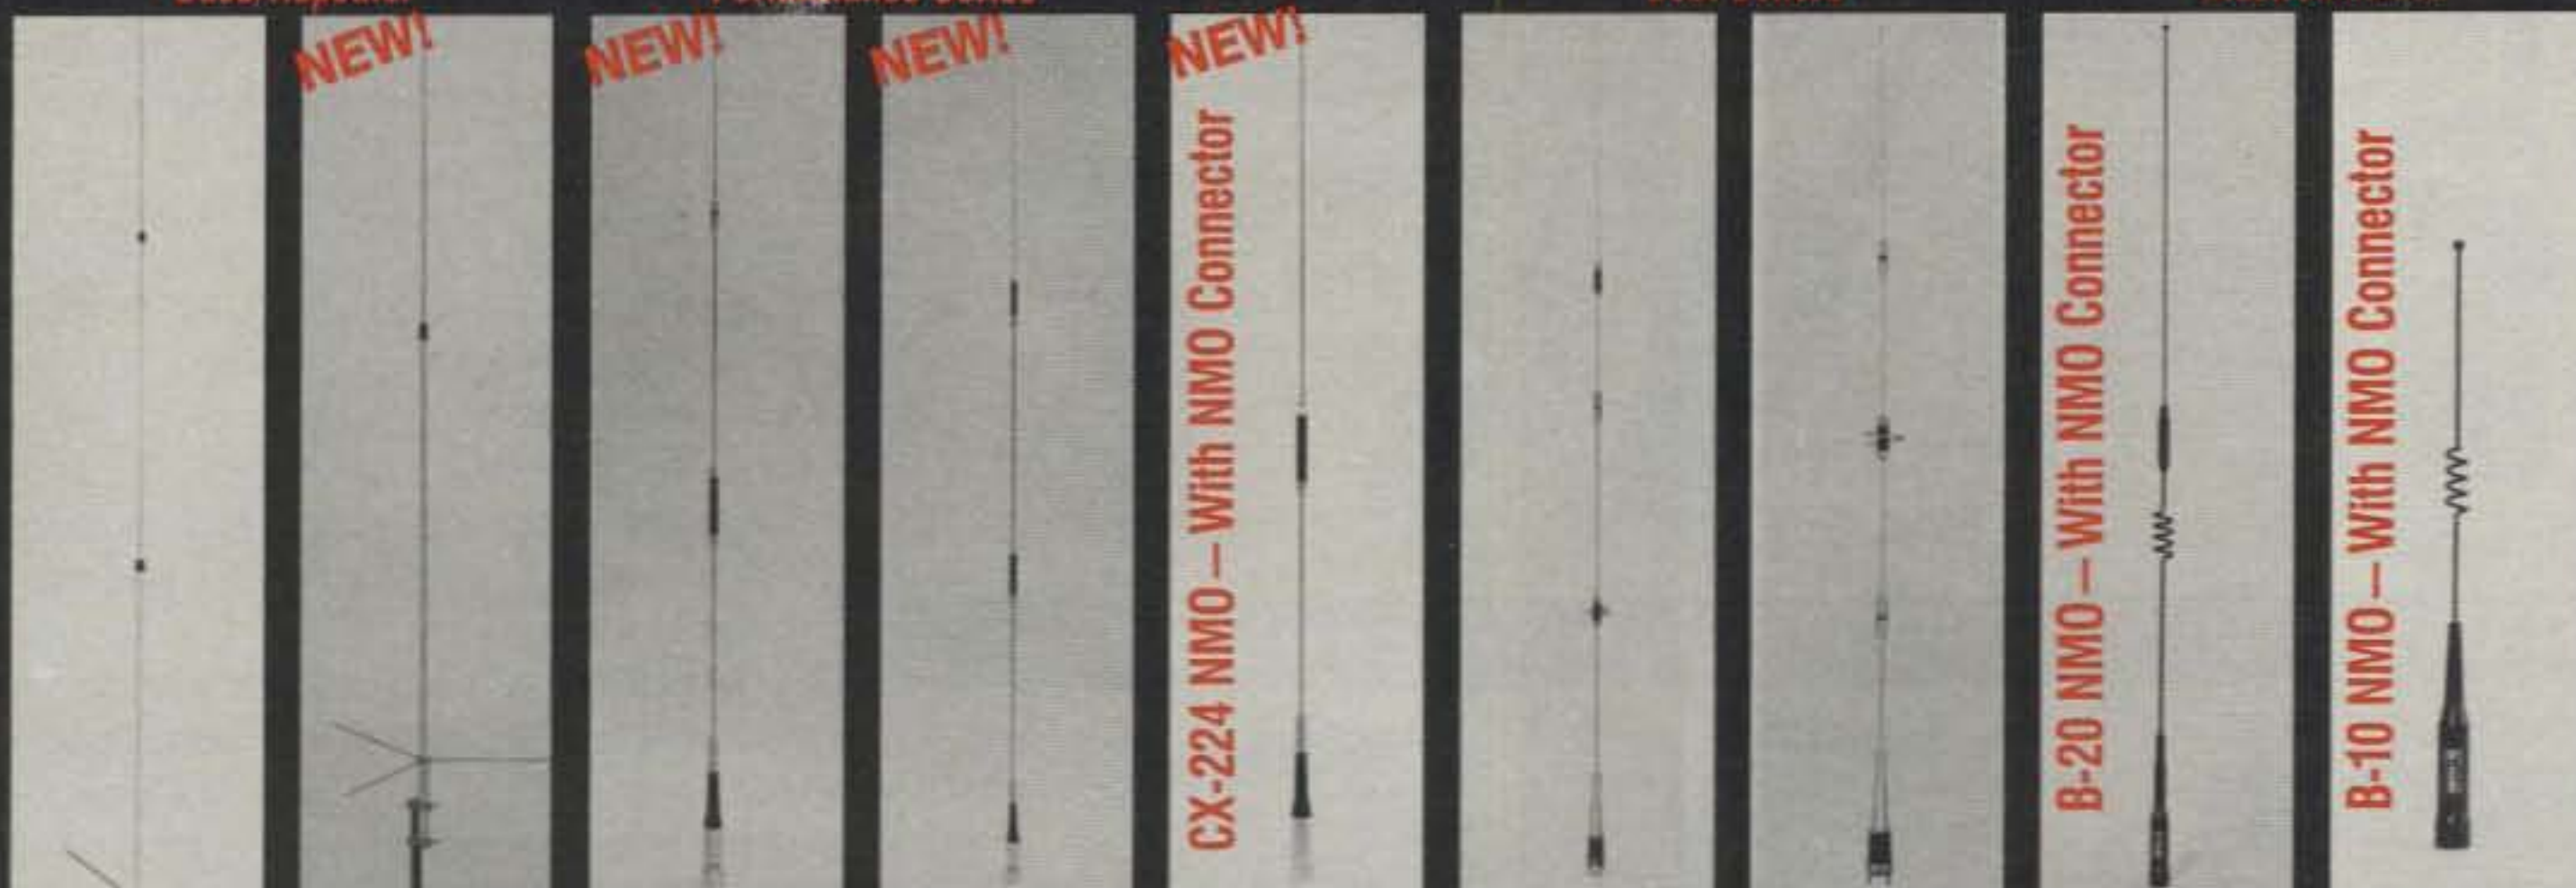 NEW!
NEW!
NEW!
NEW!
CX-224 NMO – With NMO Connector
B-20 NMO – With NMO Connector
B-10 NMO – With NMO Connector